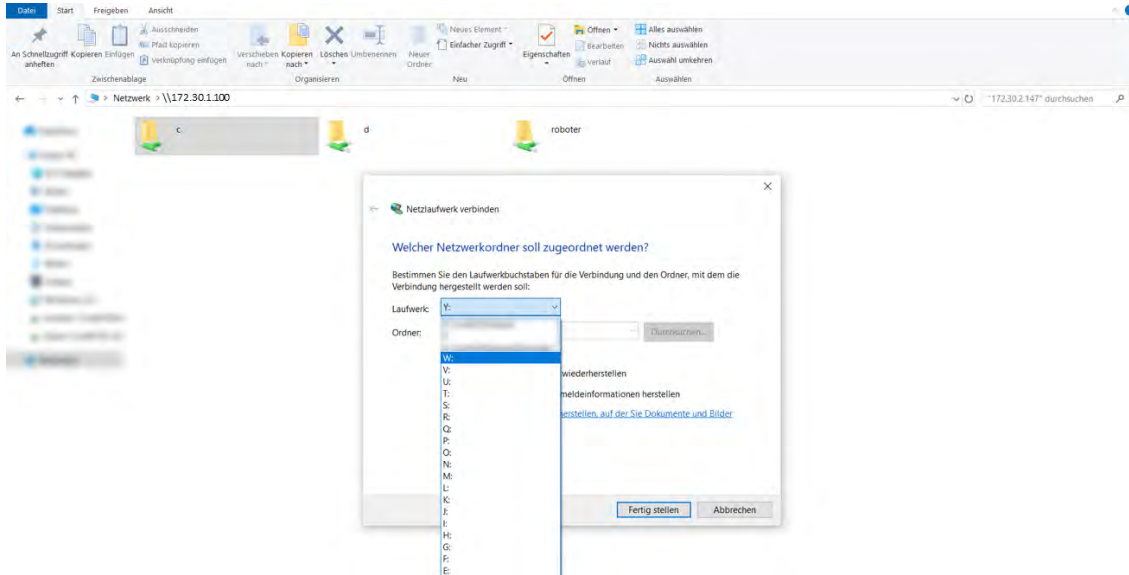 Datei Start Freigeben Ansicht
An Schnellzugriff anheften
Kopieren
Einfügen
Ausschneiden
Pfad kopieren
Verknüpfung einfügen
Verschieben nach
Kopieren nach
Löschen
Umbenennen
Neuer Ordner
Neues Element
Einfacher Zugriff
Eigenschaften
Öffnen
Bearbeiten
Verlauf
Alles auswählen
Nichts auswählen
Auswahl umkehren
Zwischenablage Organisieren Neu Öffnen Auswählen
Netzwerk > \\172.30.1.100
"172.30.2.147" durchsuchen
c
d
roboter
Netzlaufwerk verbinden
Welcher Netzwerkordner soll zugeordnet werden?
Bestimmen Sie den Laufwerkbuchstaben für die Verbindung und den Ordner, mit dem die
Verbindung hergestellt werden soll:
Laufwerk: Y:
Ordner: Durchsuchen...
W:
V:
wiederherstellen
U:
T:
meldeinformationen herstellen
S:
R:
erstellen, auf der Sie Dokumente und Bilder
Q:
P:
O:
N:
M:
L:
K:
J:
I:
H:
G:
F:
E:
Fertig stellen Abbrechen